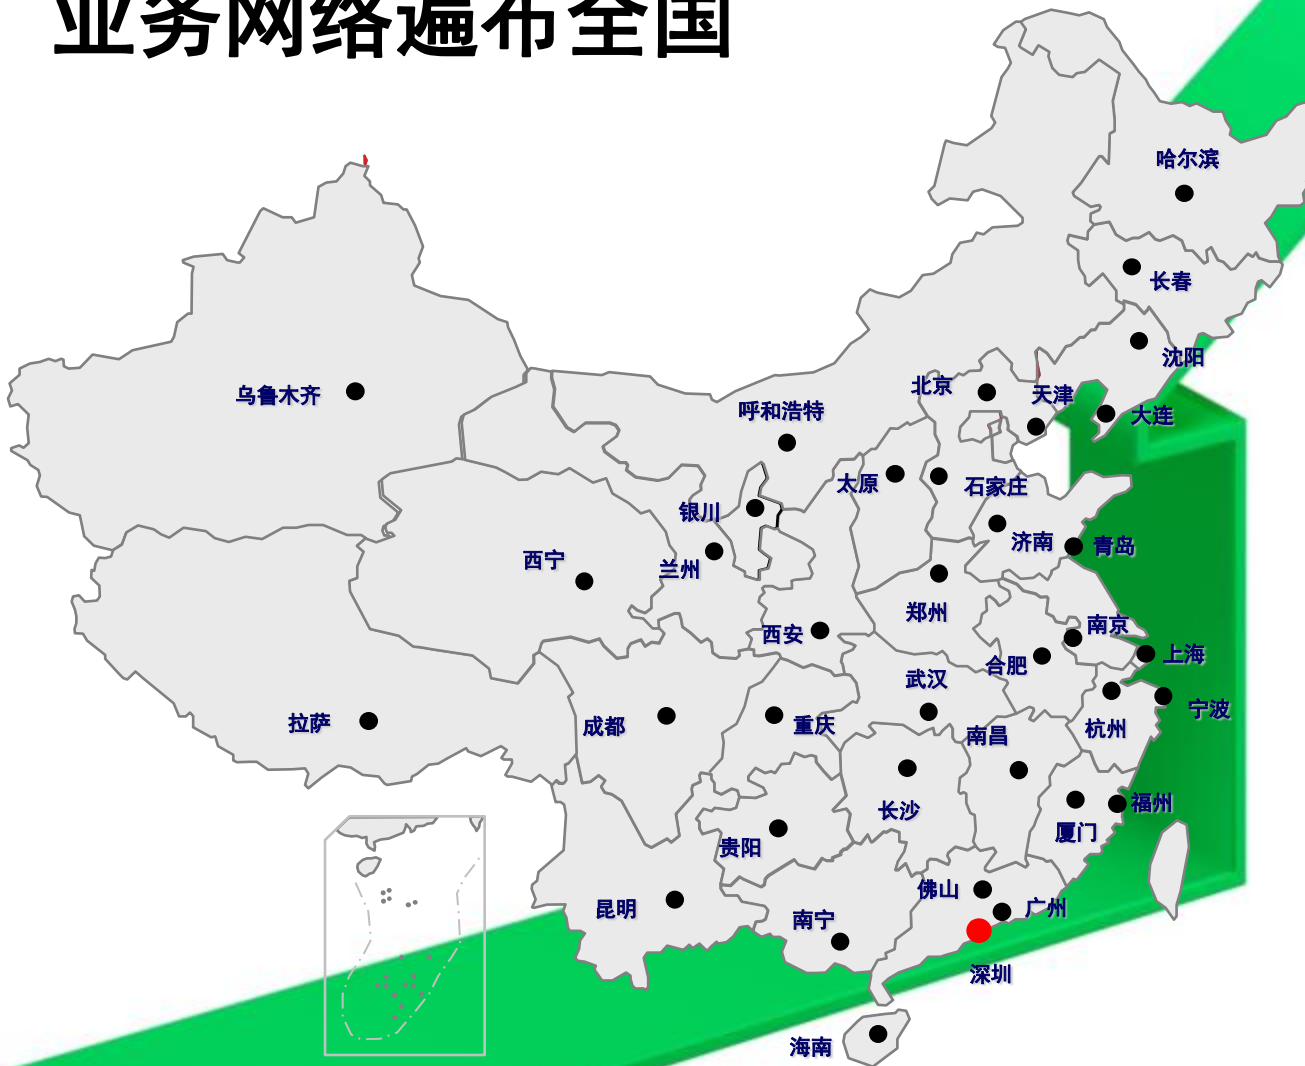 业务网络遍布全国
哈尔滨
长春
沈阳
北京
天津
乌鲁木齐
呼和浩特
大连
太原
石家庄
银川
济南
青岛
西宁
兰州
郑州
南京
西安
上海
合肥
武汉
宁波
拉萨
成都
重庆
南昌
杭州
长沙
福州
厦门
贵阳
佛山
广州
昆明
南宁
深圳
海南